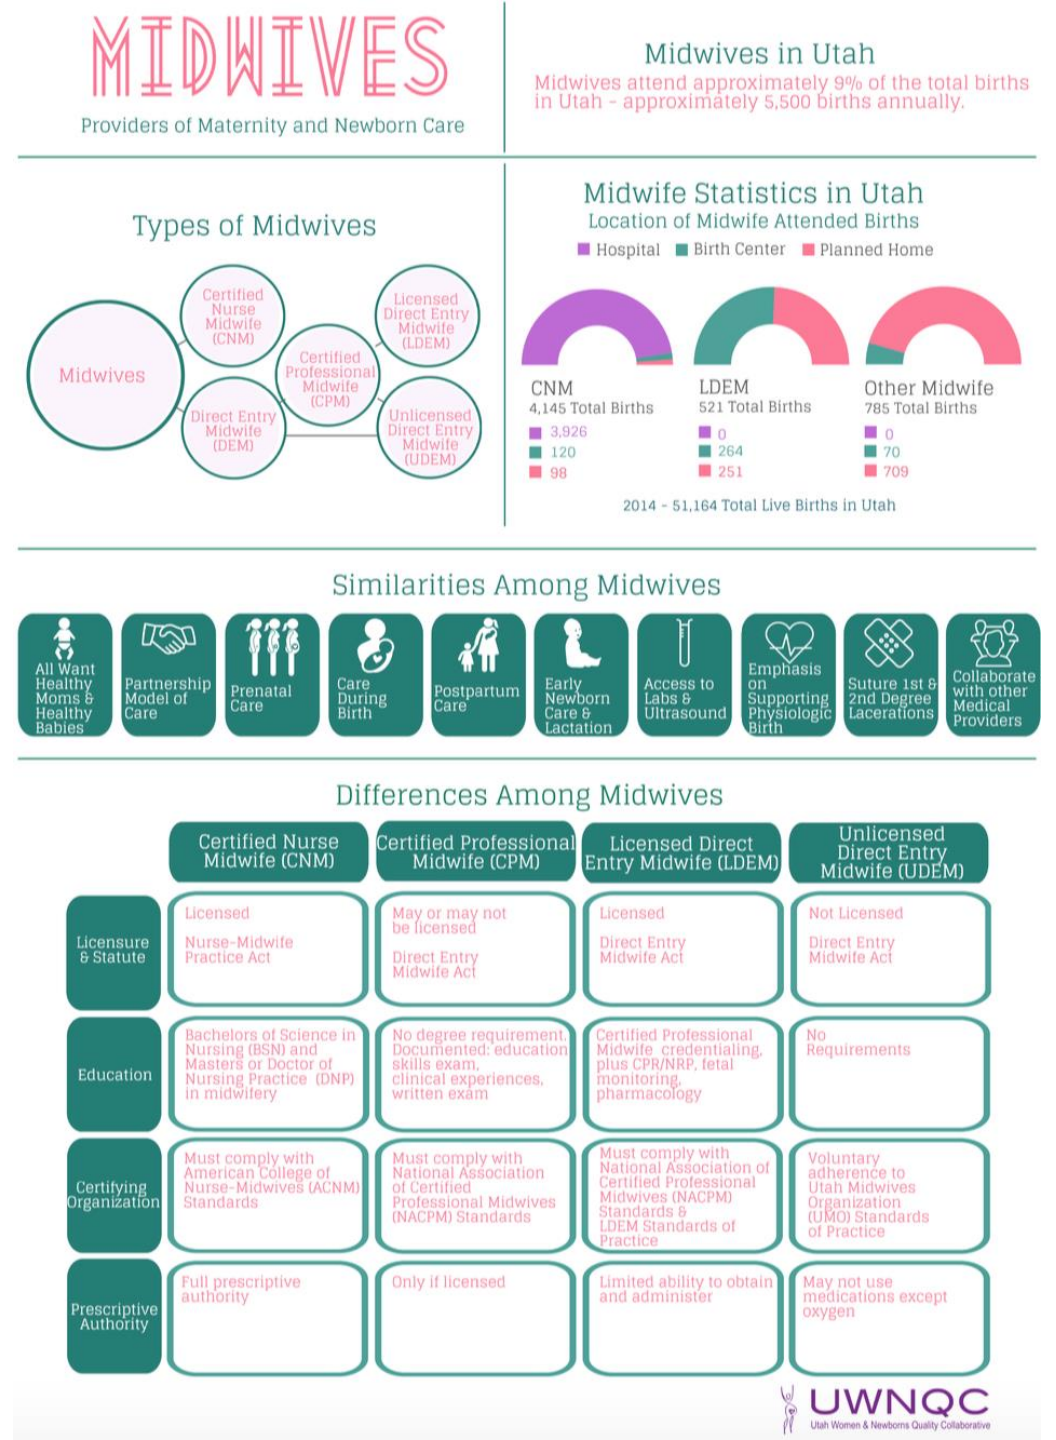 MIDWIVES
Providers of Maternity and Newborn Care
Midwives in Utah
Midwives attend approximately 9% of the total births
in Utah - approximately 5,500 births annually.
Types of Midwives
Midwives
Certified
Nurse
Midwife
(CNM)
Direct Entry
Midwife
(DEM)
Certified
Professional
Midwife
(CPM)
Licensed
Direct Entry
Midwife
(LDEM)
Unlicensed
Direct Entry
Midwife
(UDEM)
Midwife Statistics in Utah
Location of Midwife Attended Births
Hospital
Birth Center
Planned Home
CNM
4,145 Total Births
3,926
120
98
LDEM
521 Total Births
0
264
251
Other Midwife
785 Total Births
0
70
709
2014 - 51,164 Total Live Births in Utah
Similarities Among Midwives
All Want
Healthy
Moms &
Healthy
Babies
Partnership
Model of
Care
Prenatal
Care
Care
During
Birth
Postpartum
Care
Early
Newborn
Care &
Lactation
Access to
Labs &
Ultrasound
Emphasis
on
Supporting
Physiologic
Birth
Suture 1st &
2nd Degree
Lacerations
Collaborate
with other
Medical
Providers
Differences Among Midwives
Certified Nurse
Midwife (CNM)
Certified Professional
Midwife (CPM)
Licensed Direct
Entry Midwife (LDEM)
Unlicensed
Direct Entry
Midwife (UDEM)
Licensure
& Statute
Licensed
Nurse-Midwife
Practice Act
May or may not
be licensed
Direct Entry
Midwife Act
Licensed
Direct Entry
Midwife Act
Not Licensed
Direct Entry
Midwife Act
Education
Bachelors of Science in
Nursing (BSN) and
Masters or Doctor of
Nursing Practice (DNP)
in midwifery
No degree requirement.
Documented: education
skills exam,
clinical experiences,
written exam
Certified Professional
Midwife credentialing,
plus CPR/NRP, fetal
monitoring,
pharmacology
No
Requirements
Certifying
Organization
Must comply with
American College of
Nurse-Midwives (ACNM)
Standards
Must comply with
National Association
of Certified
Professional Midwives
(NACPM) Standards
Must comply with
National Association of
Certified Professional
Midwives (NACPM)
Standards &
LDEM Standards of
Practice
Voluntary
adherence to
Utah Midwives
Organization
(UMO) Standards
of Practice
Prescriptive
Authority
Full prescriptive
authority
Only if licensed
Limited ability to obtain
and administer
May not use
medications except
oxygen
UWNQC
Utah Women & Newborns Quality Collaborative